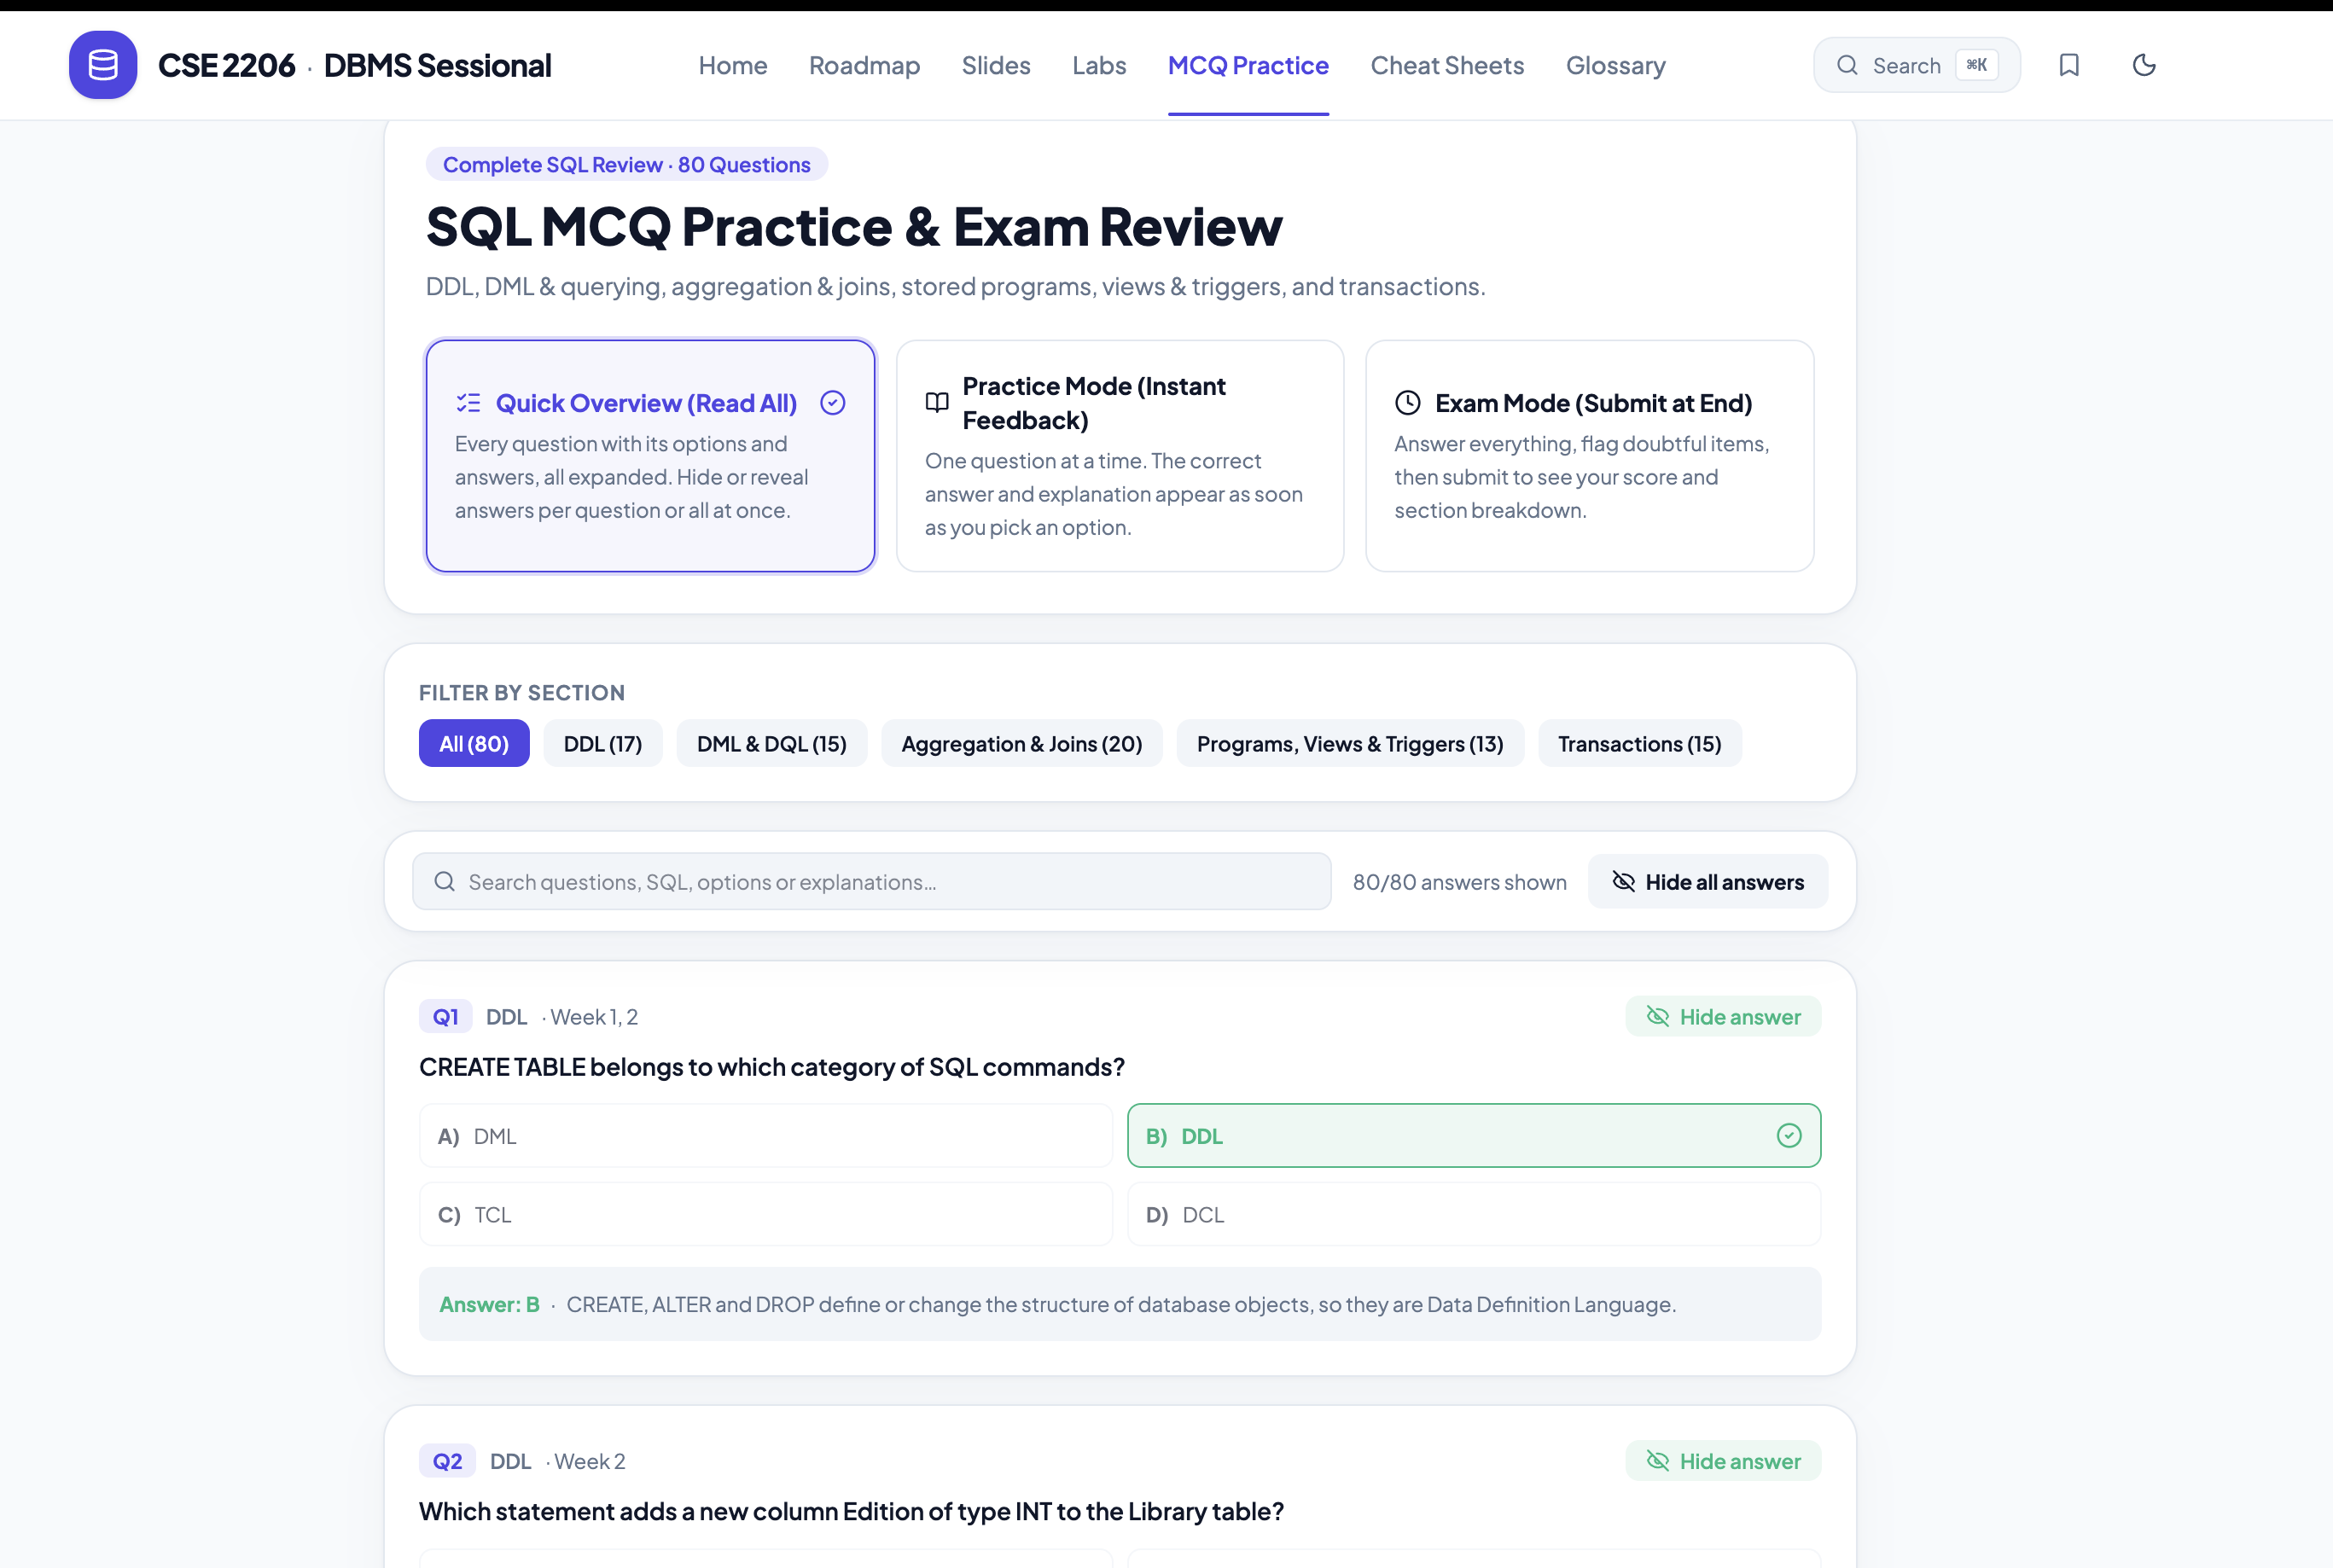 CSE 2206 · DBMS Sessional
Home Roadmap Slides Labs MCQ Practice Cheat Sheets Glossary
Search ⌘K
Complete SQL Review · 80 Questions
SQL MCQ Practice & Exam Review
DDL, DML & querying, aggregation & joins, stored programs, views & triggers, and transactions.
Quick Overview (Read All)
Every question with its options and
answers, all expanded. Hide or reveal
answers per question or all at once.
Practice Mode (Instant
Feedback)
One question at a time. The correct
answer and explanation appear as soon
as you pick an option.
Exam Mode (Submit at End)
Answer everything, flag doubtful items,
then submit to see your score and
section breakdown.
FILTER BY SECTION
All (80) DDL (17) DML & DQL (15) Aggregation & Joins (20) Programs, Views & Triggers (13) Transactions (15)
Search questions, SQL, options or explanations... 80/80 answers shown Hide all answers
Q1 DDL · Week 1, 2 Hide answer
CREATE TABLE belongs to which category of SQL commands?
A) DML B) DDL
C) TCL D) DCL
Answer: B · CREATE, ALTER and DROP define or change the structure of database objects, so they are Data Definition Language.
Q2 DDL · Week 2 Hide answer
Which statement adds a new column Edition of type INT to the Library table?